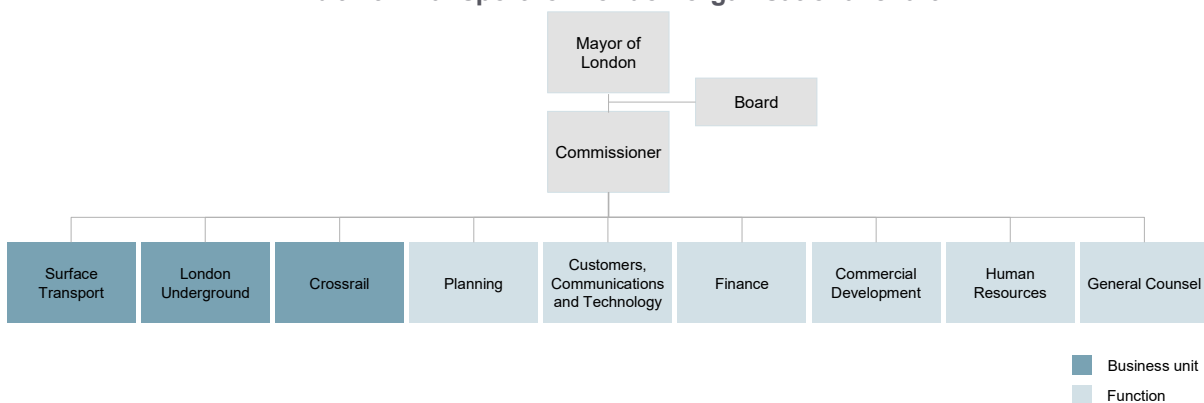 Mayor of
London
Board
Commissioner
Surface
Transport
London
Underground
Crossrail
Planning
Customers,
Communications
and Technology
Finance
Commercial
Development
Human
Resources
General Counsel
Business unit
Function